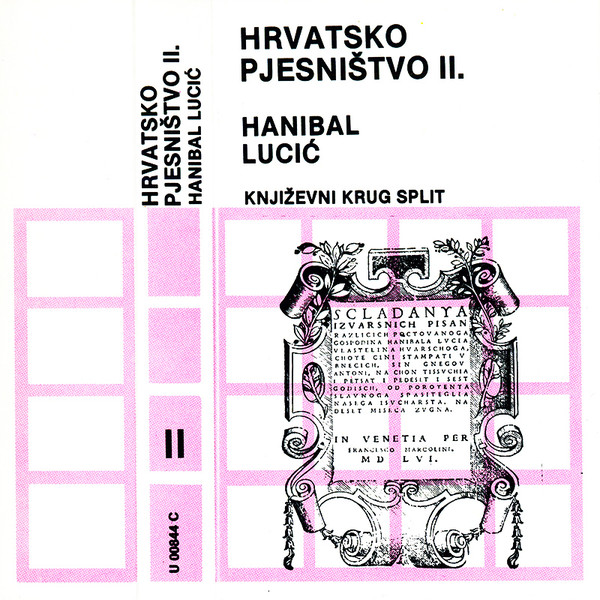 HRVATSKO
PJESNIŠTVO II.
HANIBAL LUCIĆ
II
U 00844 C
HRVATSKO
PJESNIŠTVO II.
HANIBAL
LUCIĆ
KNJIŽEVNI KRUG SPLIT
SCLADANYA
IZVARSNICH PISAN
RAZLICICH POCTOVANOGA
GOSPODINA HANIBALA LVCIA
VLASTELINA HVARSCHOGA,
CHOYE CINI STAMPATI V
BNECICH, SIN GNEGOV
ANTONI, NA CHON TISSVCHIA
I PETSAT I PEDESIT I SEST
GODISCH, OD POROYENYA
SLAVNOGA SPASITEGLIA
NASEGA ISVCHARSTA. NA
DESET MISECA ZVGNA.
IN VENETIA PER
FRANCESCO MARCOLINI,
MD LVI.